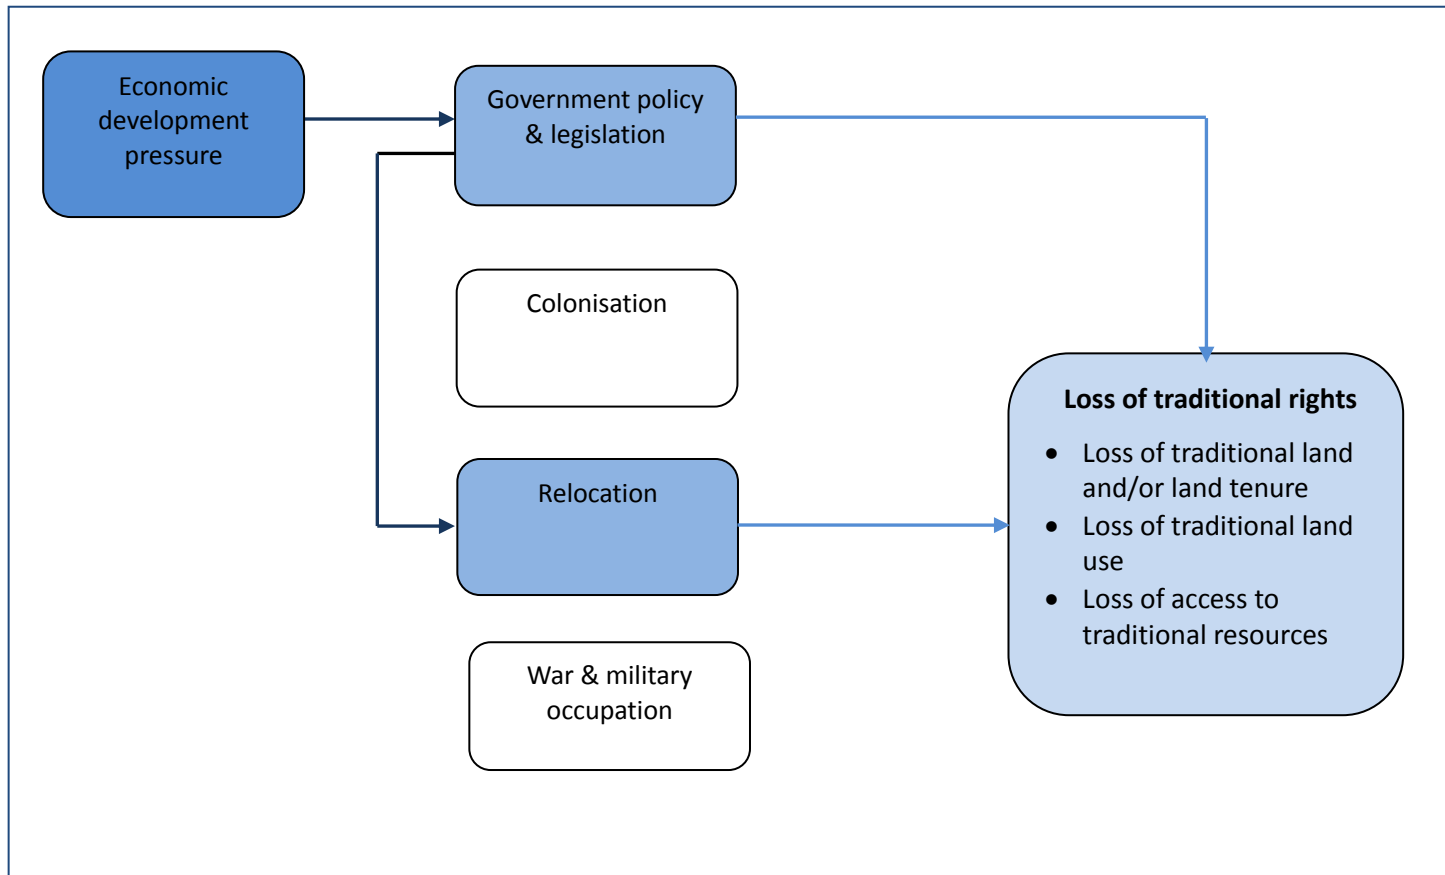 Economic
development
pressure
Government policy
& legislation
Colonisation
Relocation
War & military
occupation
Loss of traditional rights
• Loss of traditional land
and/or land tenure
• Loss of traditional land
use
• Loss of access to
traditional resources